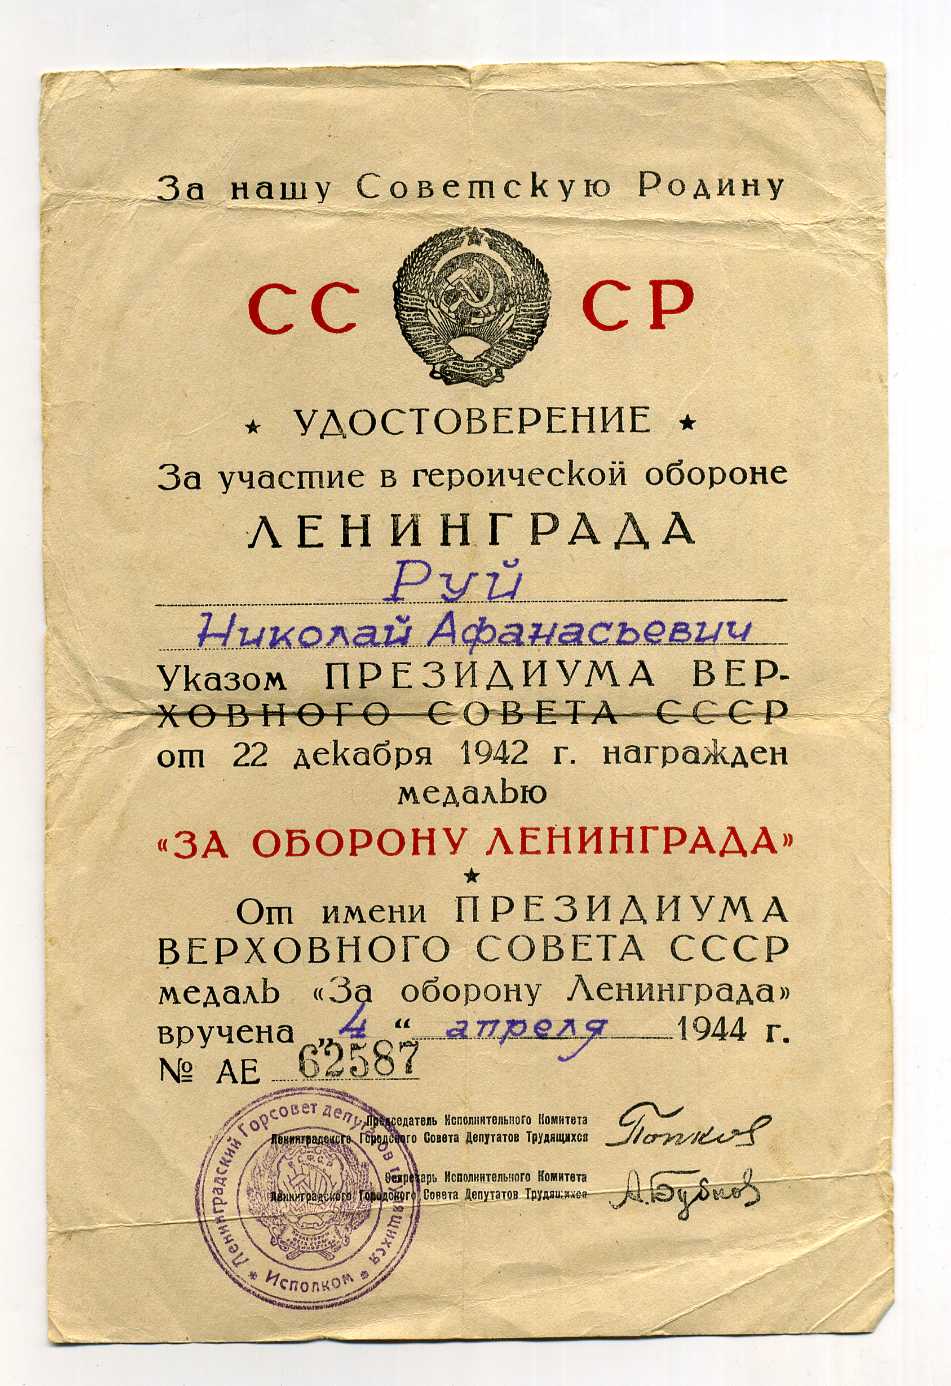 За нашу Советскую Родину
СС СР
★ УДОСТОВЕРЕНИЕ ★
За участие в героической обороне
ЛЕНИНГРАДА
Руй
Николай Афанасьевич
Указом ПРЕЗИДИУМА ВЕР-
ХОВНОГО СОВЕТА СССР
от 22 декабря 1942 г. награжден
медалью
«ЗА ОБОРОНУ ЛЕНИНГРАДА»
★
От имени ПРЕЗИДИУМА
ВЕРХОВНОГО СОВЕТА СССР
медаль «За оборону Ленинграда»
вручена „4“ апреля 1944 г.
№ АЕ 62587
Председатель Исполнительного Комитета
Ленинградского Городского Совета Депутатов Трудящихся
Попков
Секретарь Исполнительного Комитета
Ленинградского Городского Совета Депутатов Трудящихся
А.Бубнов
Ленинградский Горсовет депутатов трудящихся
* Исполком *